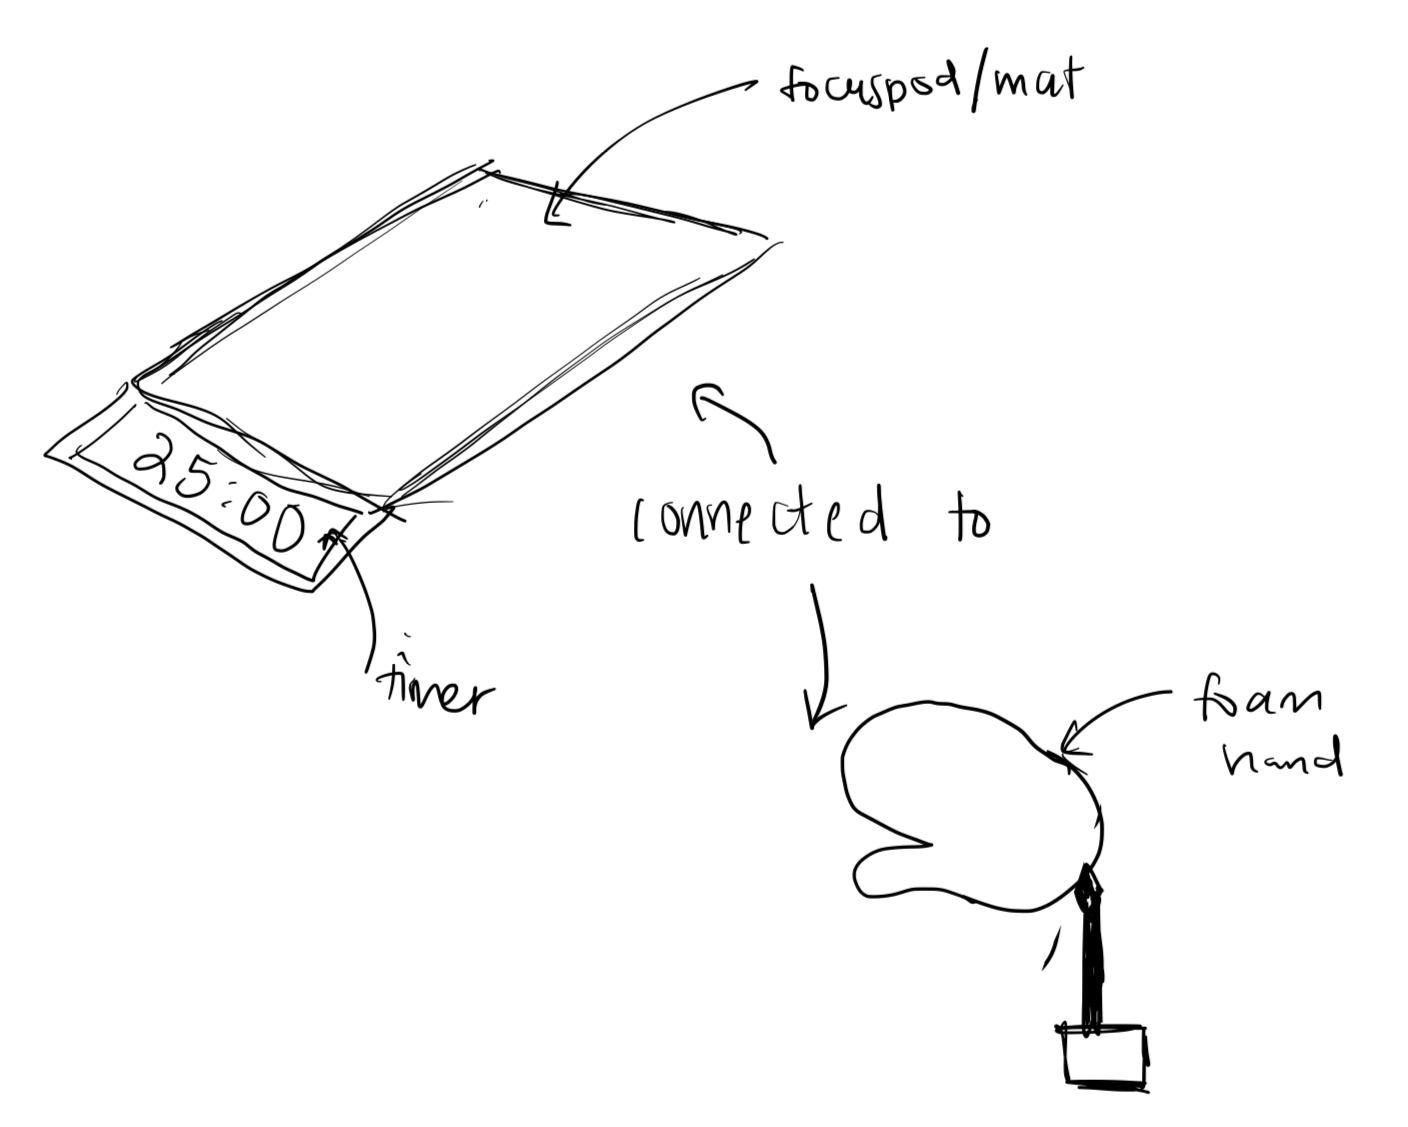 focuspod/mat
25:00
connected to
timer
foam
hand